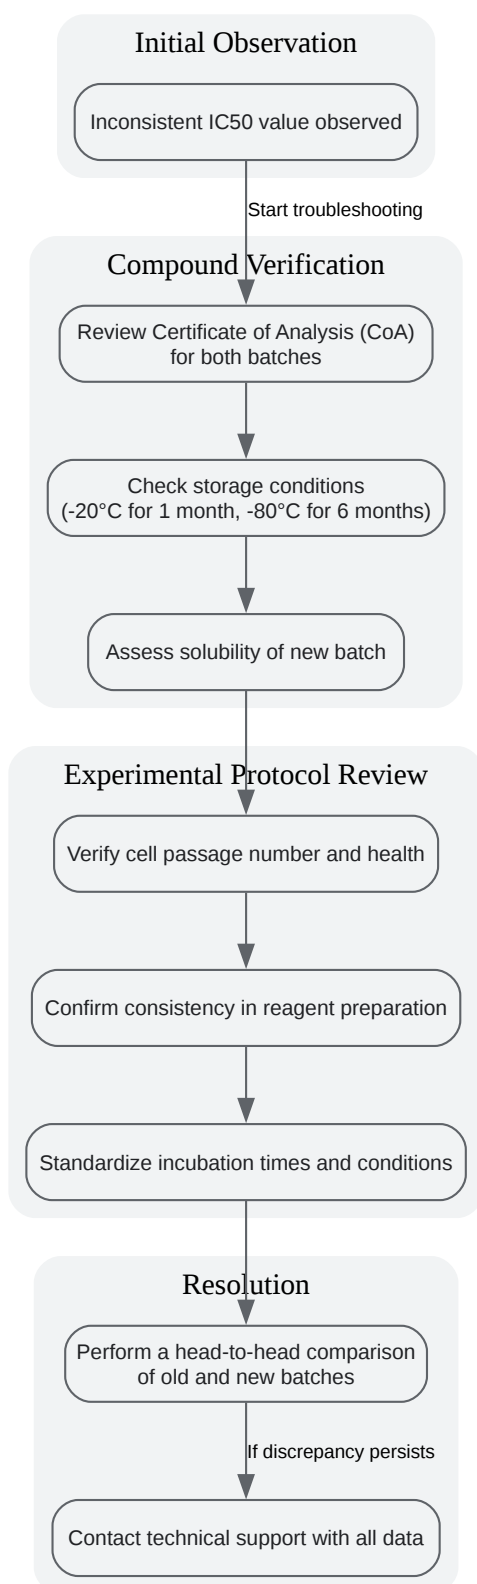 Initial Observation
Inconsistent IC50 value observed
Start troubleshooting
Compound Verification
Review Certificate of Analysis (CoA)
for both batches
Check storage conditions
(-20°C for 1 month, -80°C for 6 months)
Assess solubility of new batch
Experimental Protocol Review
Verify cell passage number and health
Confirm consistency in reagent preparation
Standardize incubation times and conditions
Resolution
Perform a head-to-head comparison
of old and new batches
If discrepancy persists
Contact technical support with all data